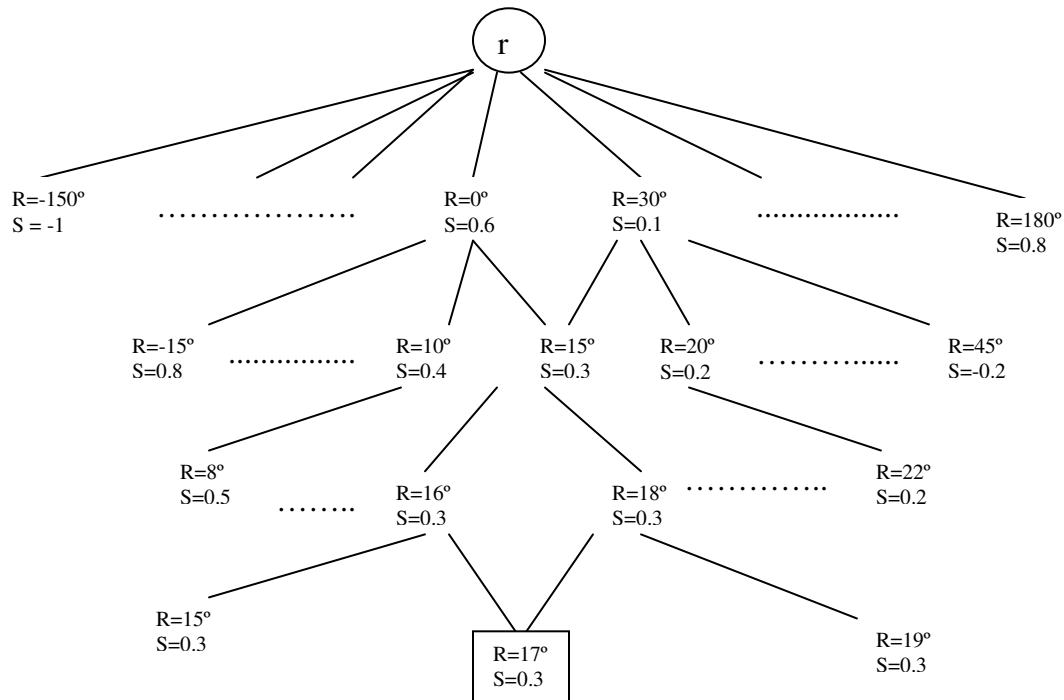 r
R=-150º
S = -1
...................
R=0º
S=0.6
R=30º
S=0.1
...................
R=180º
S=0.8
R=-15º
S=0.8
...................
R=10º
S=0.4
R=15º
S=0.3
R=20º
S=0.2
...................
R=45º
S=-0.2
R=8º
S=0.5
........
R=16º
S=0.3
R=18º
S=0.3
...............
R=22º
S=0.2
R=15º
S=0.3
R=17º
S=0.3
R=19º
S=0.3